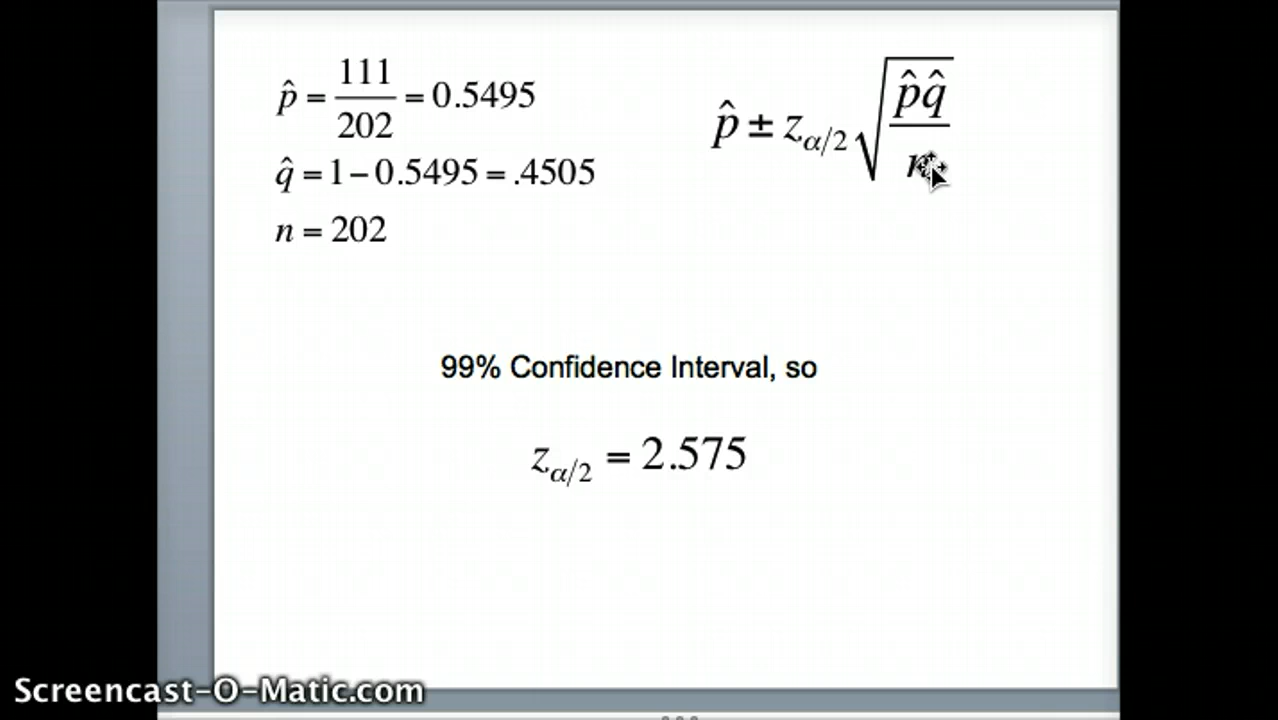 p̂ = 111/202 = 0.5495
q̂ = 1 − 0.5495 = .4505
n = 202
p̂ ± z_{α/2} √(p̂q̂/n)
99% Confidence Interval, so
z_{α/2} = 2.575
Screencast-O-Matic.com